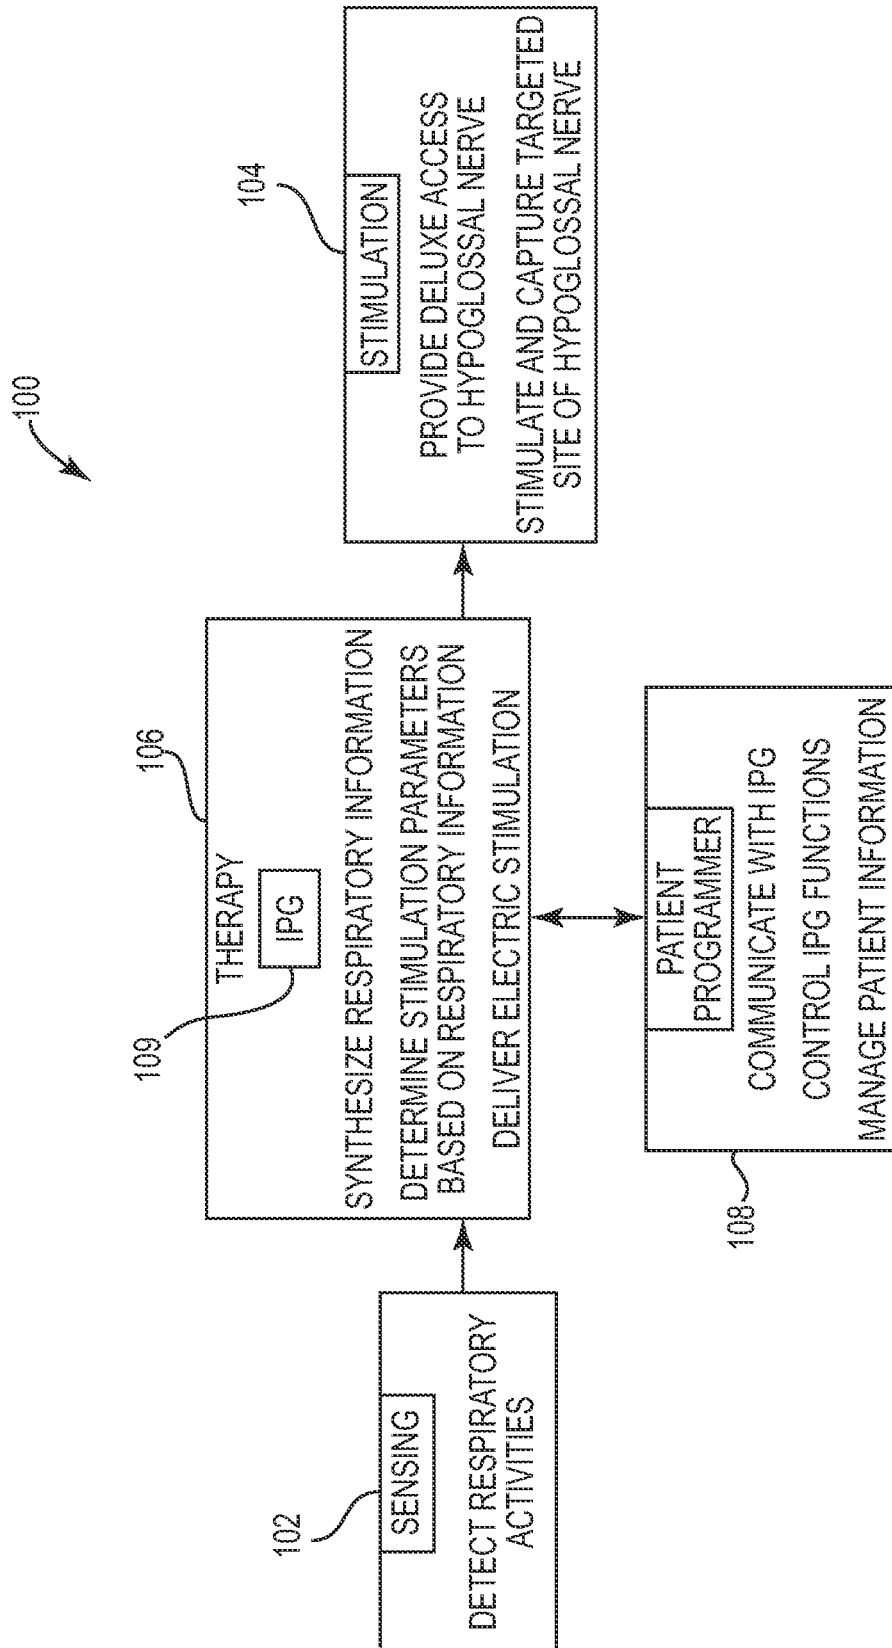 100
102
SENSING
DETECT RESPIRATORY
ACTIVITIES
106
THERAPY
IPG
109
SYNTHESIZE RESPIRATORY INFORMATION
DETERMINE STIMULATION PARAMETERS
BASED ON RESPIRATORY INFORMATION
DELIVER ELECTRIC STIMULATION
104
STIMULATION
PROVIDE DELUXE ACCESS
TO HYPOGLOSSAL NERVE
STIMULATE AND CAPTURE TARGETED
SITE OF HYPOGLOSSAL NERVE
108
PATIENT
PROGRAMMER
COMMUNICATE WITH IPG
CONTROL IPG FUNCTIONS
MANAGE PATIENT INFORMATION